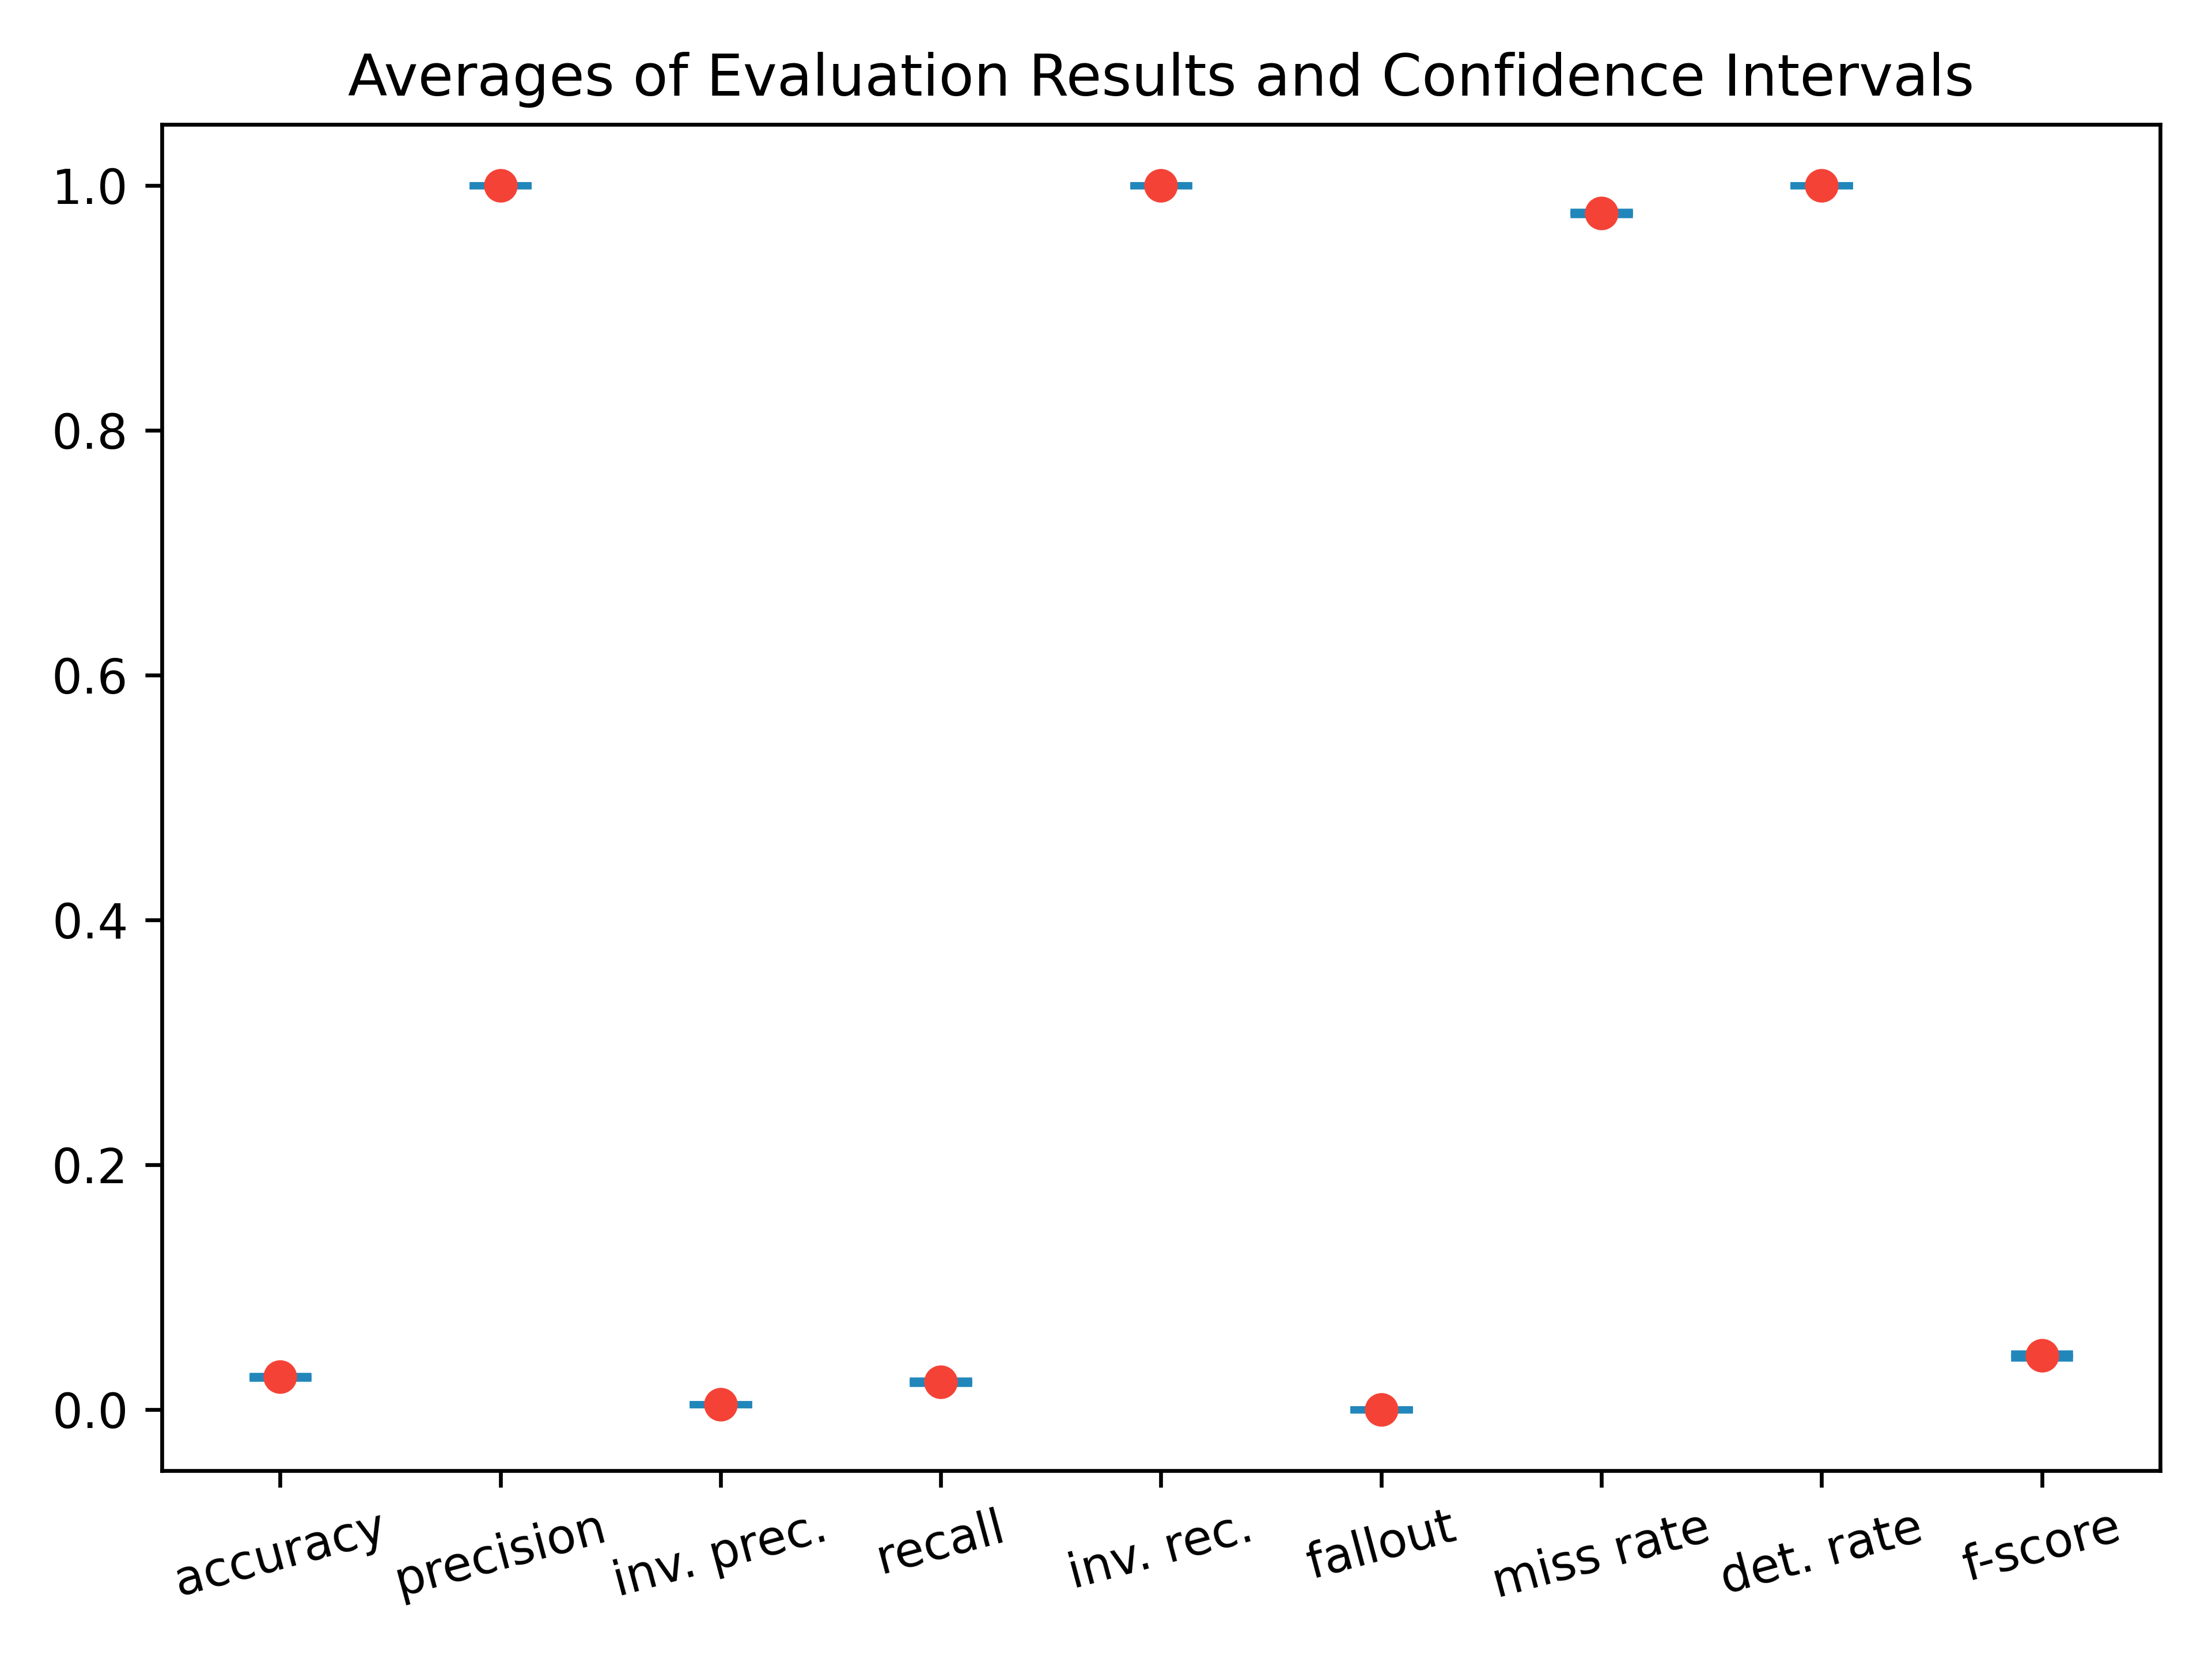 Averages of Evaluation Results and Confidence Intervals
1.0
0.8
0.6
0.4
0.2
0.0
accuracy
precision
inv. prec.
recall
inv. rec.
fallout
miss rate
det. rate
f-score